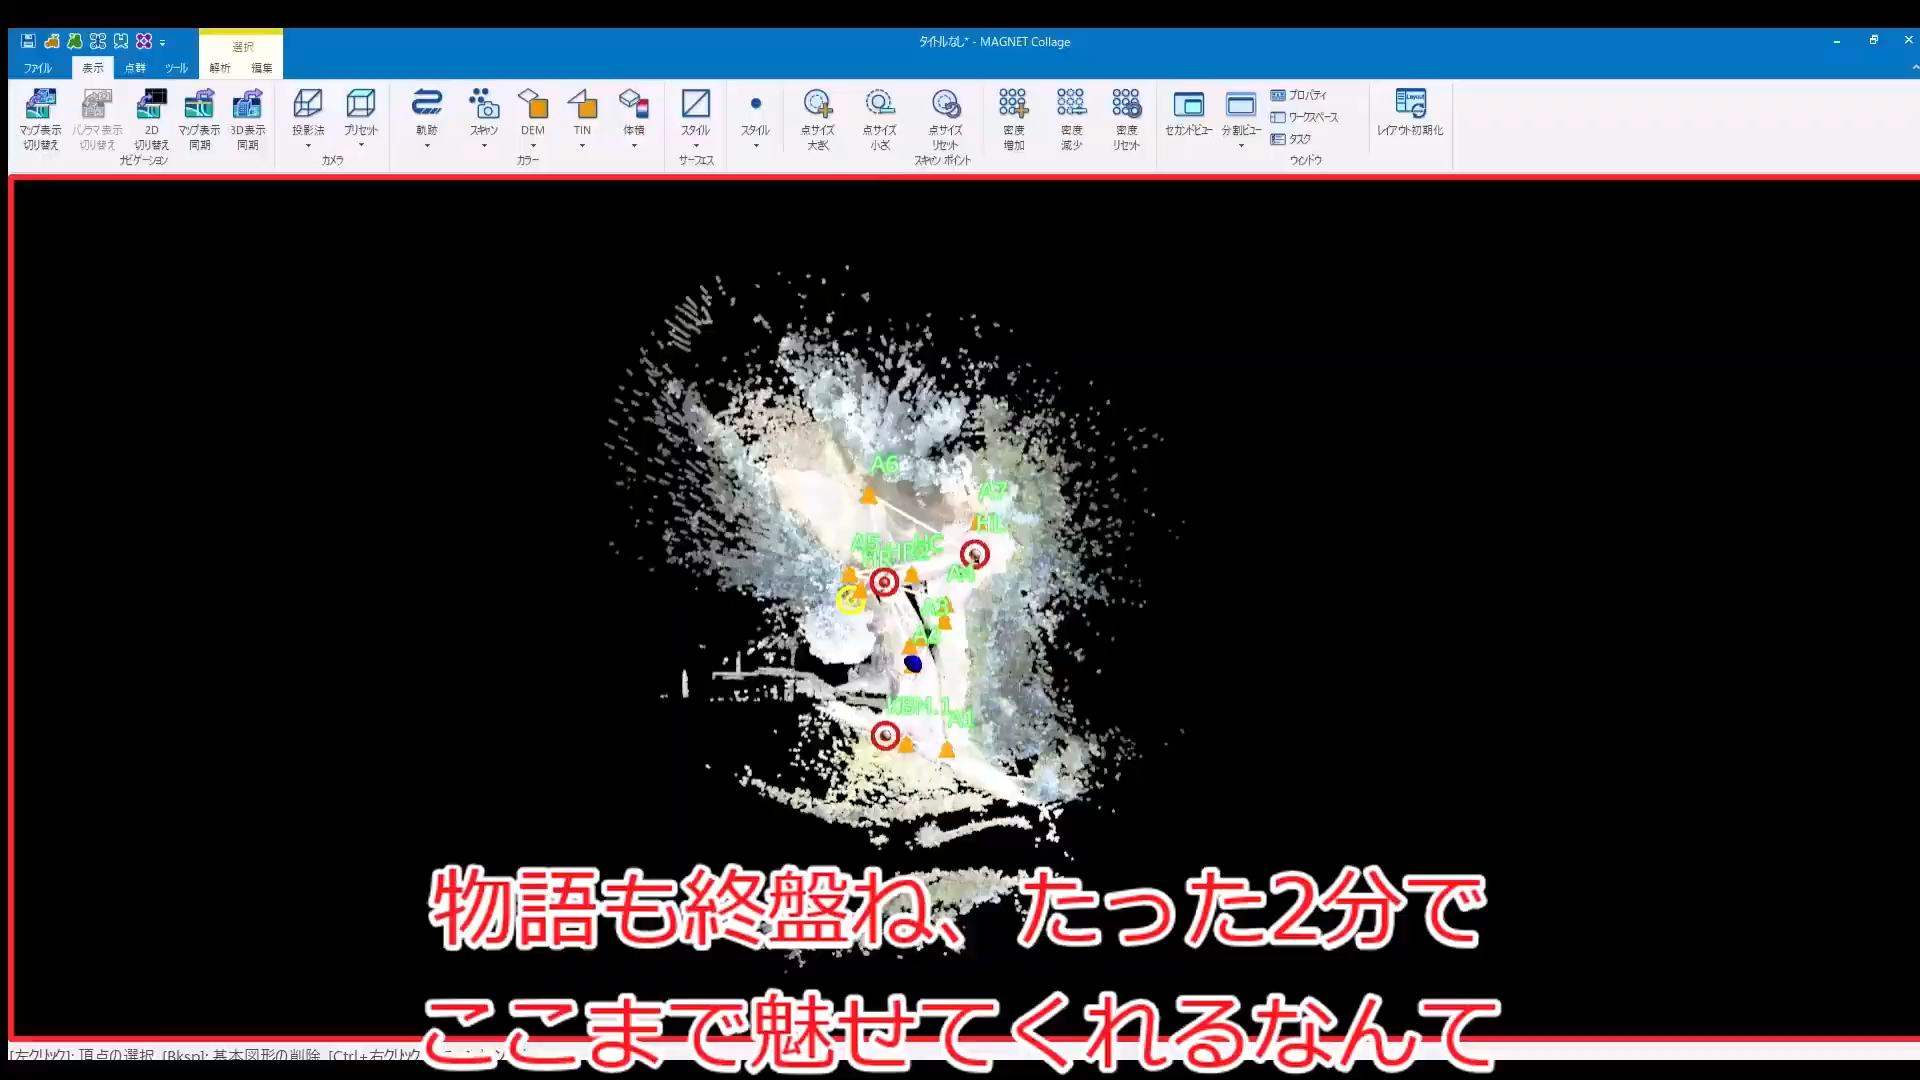 タイトルなし* - MAGNET Collage
選択
ファイル 表示 点群 ツール 解析 編集
マップ表示 切り替え
パノラマ表示 切り替え
2D 切り替え
マップ表示 同期
3D表示 同期
ナビゲーション
投影法
プリセット
カメラ
軌跡
スキャン
DEM
TIN
体積
カラー
スタイル
サーフェス
スタイル
点サイズ 大きく
点サイズ 小さく
点サイズ リセット
密度 増加
密度 減少
密度 リセット
スキャン ポイント
セカンドビュー
分割ビュー
プロパティ
ワークスペース
タスク
ウィンドウ
Layout
レイアウト初期化
A6
A7
HL
A5
HC
A4
A3
A2
KBM.1
A1
物語も終盤ね、たった2分で
ここまで魅せてくれるなんて
[左クリック]: 頂点の選択, [Bksp]: 基本図形の削除, [Ctrl+右クリック